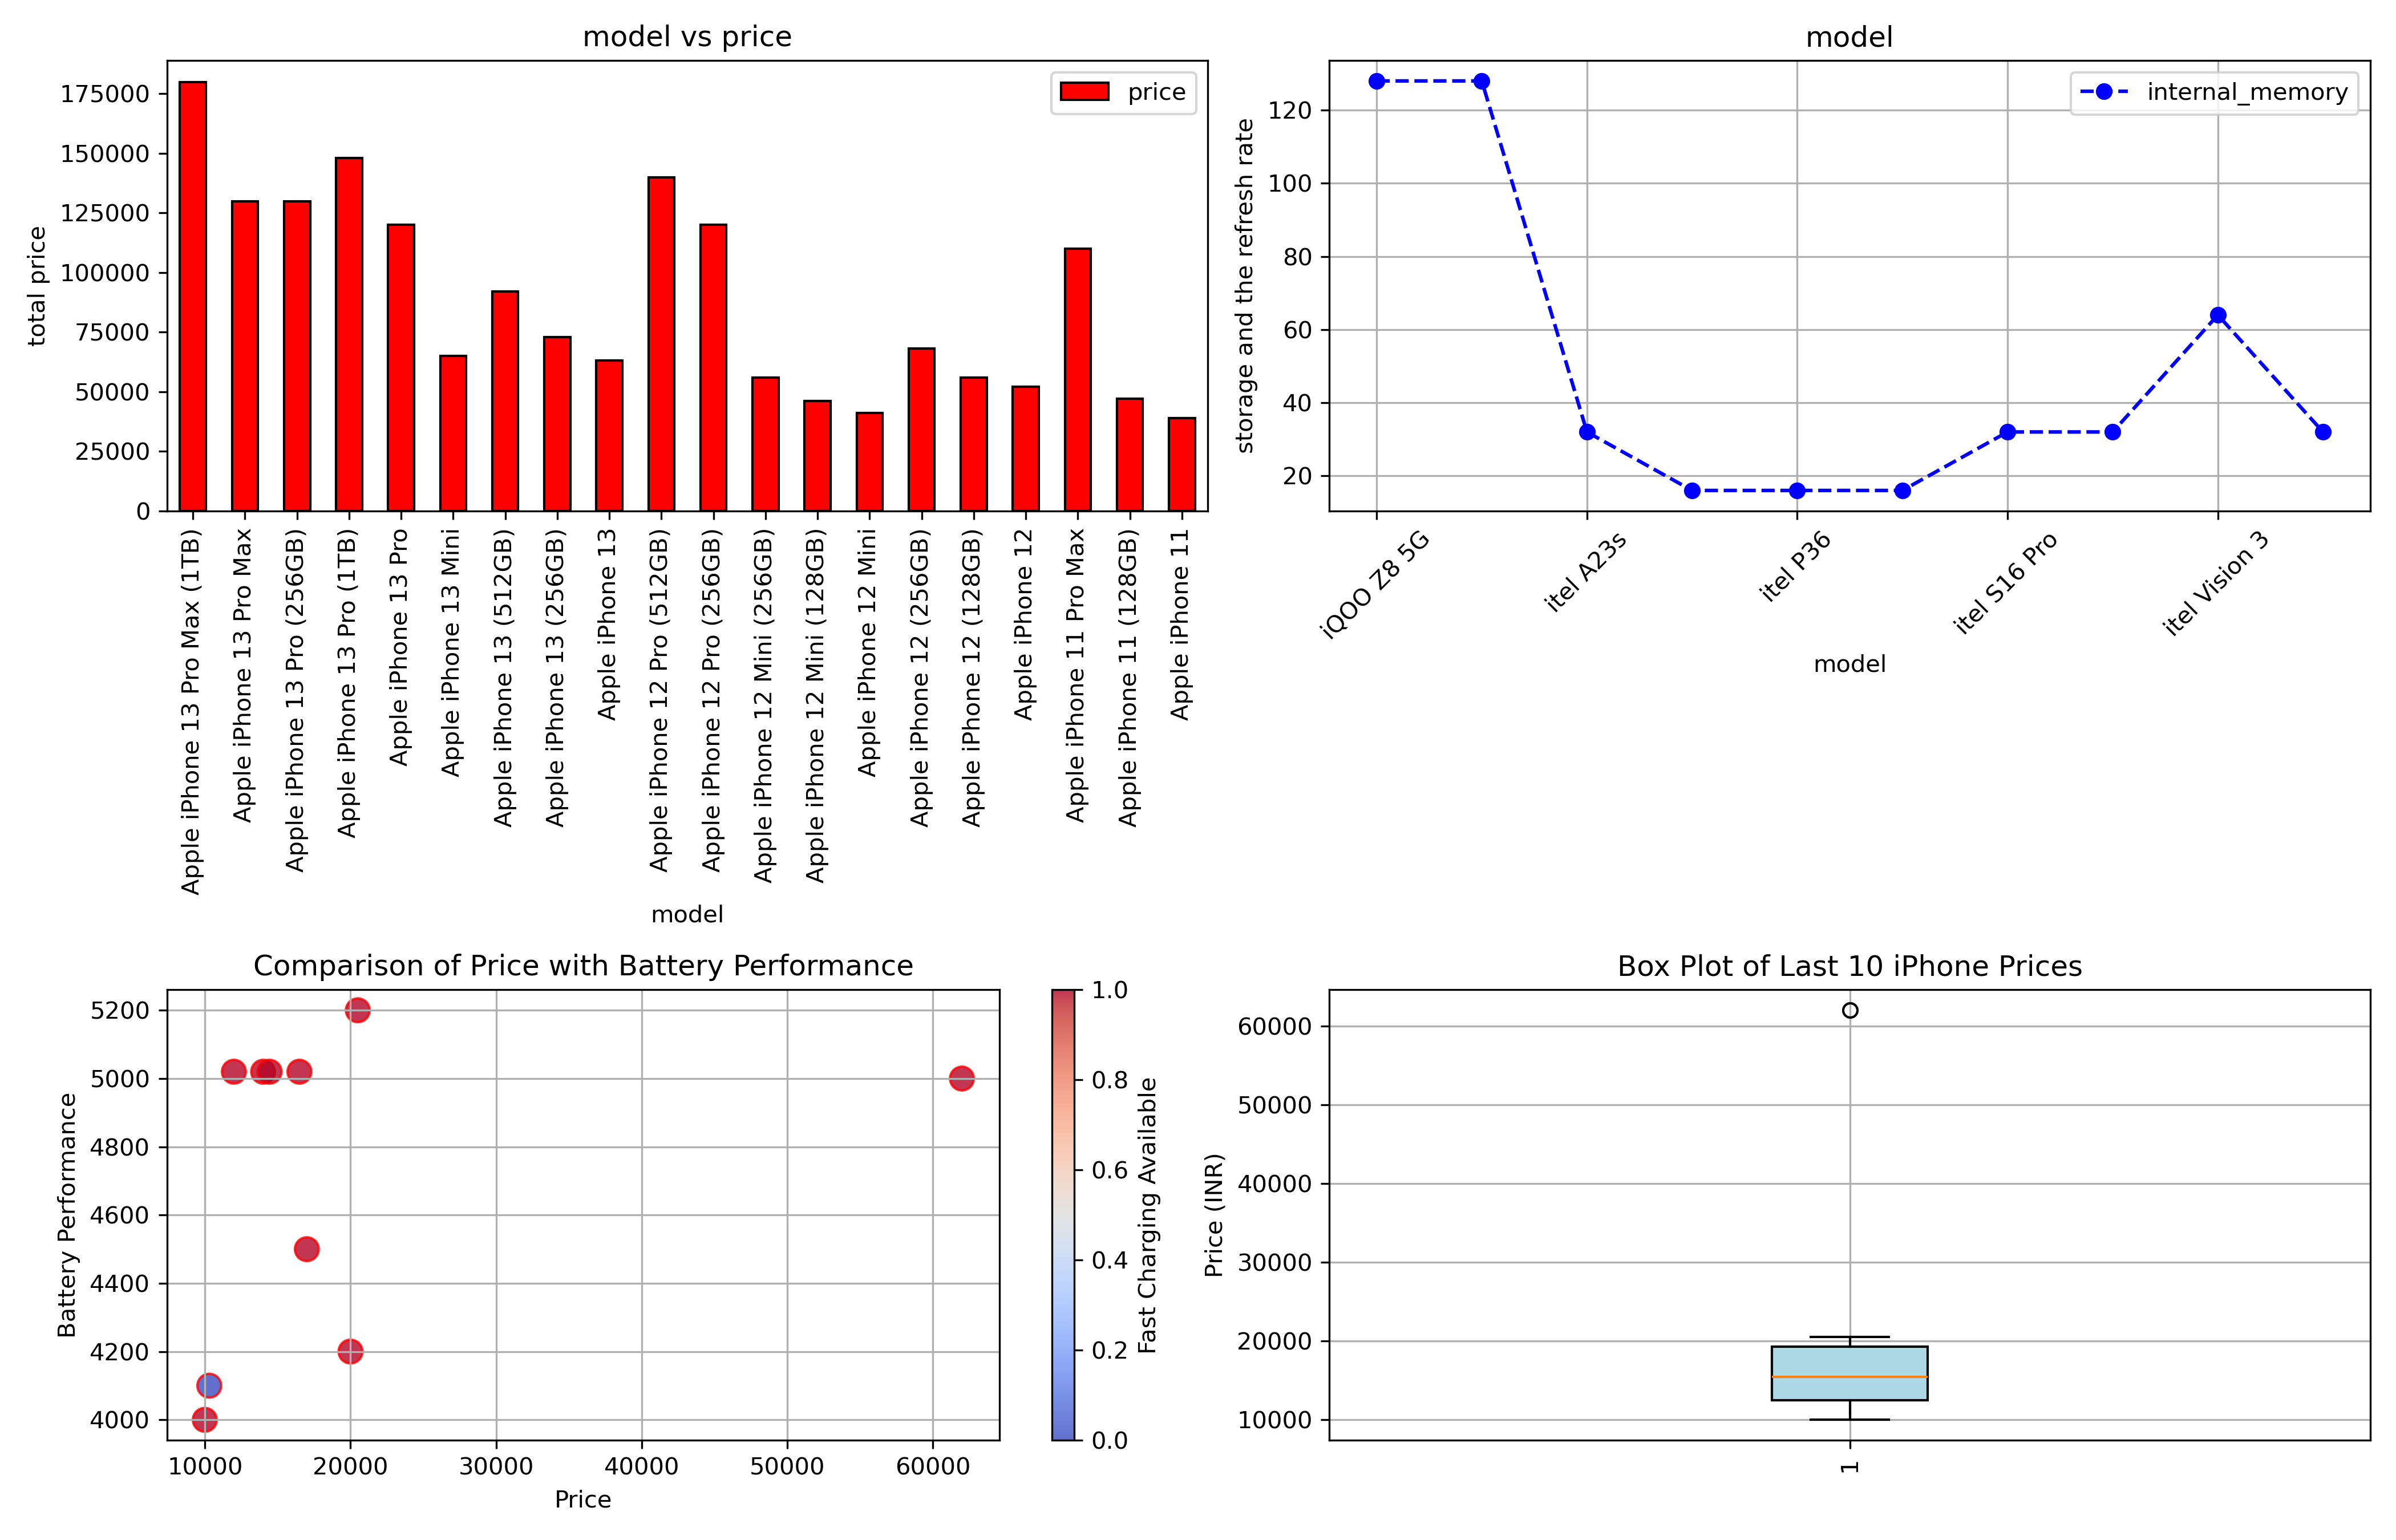 model vs price
total price
175000
150000
125000
100000
75000
50000
25000
0
price
Apple iPhone 13 Pro Max (1TB)
Apple iPhone 13 Pro Max
Apple iPhone 13 Pro (256GB)
Apple iPhone 13 Pro (1TB)
Apple iPhone 13 Pro
Apple iPhone 13 Mini
Apple iPhone 13 (512GB)
Apple iPhone 13 (256GB)
Apple iPhone 13
Apple iPhone 12 Pro (512GB)
Apple iPhone 12 Pro (256GB)
Apple iPhone 12 Mini (256GB)
Apple iPhone 12 Mini (128GB)
Apple iPhone 12 Mini
Apple iPhone 12 (256GB)
Apple iPhone 12 (128GB)
Apple iPhone 12
Apple iPhone 11 Pro Max
Apple iPhone 11 (128GB)
Apple iPhone 11
model
model
storage and the refresh rate
120
100
80
60
40
20
internal_memory
iQOO Z8 5G
itel A23s
itel P36
itel S16 Pro
itel Vision 3
model
Comparison of Price with Battery Performance
Battery Performance
5200
5000
4800
4600
4400
4200
4000
10000
20000
30000
40000
50000
60000
Price
1.0
0.8
0.6
0.4
0.2
0.0
Fast Charging Available
Box Plot of Last 10 iPhone Prices
Price (INR)
60000
50000
40000
30000
20000
10000
1